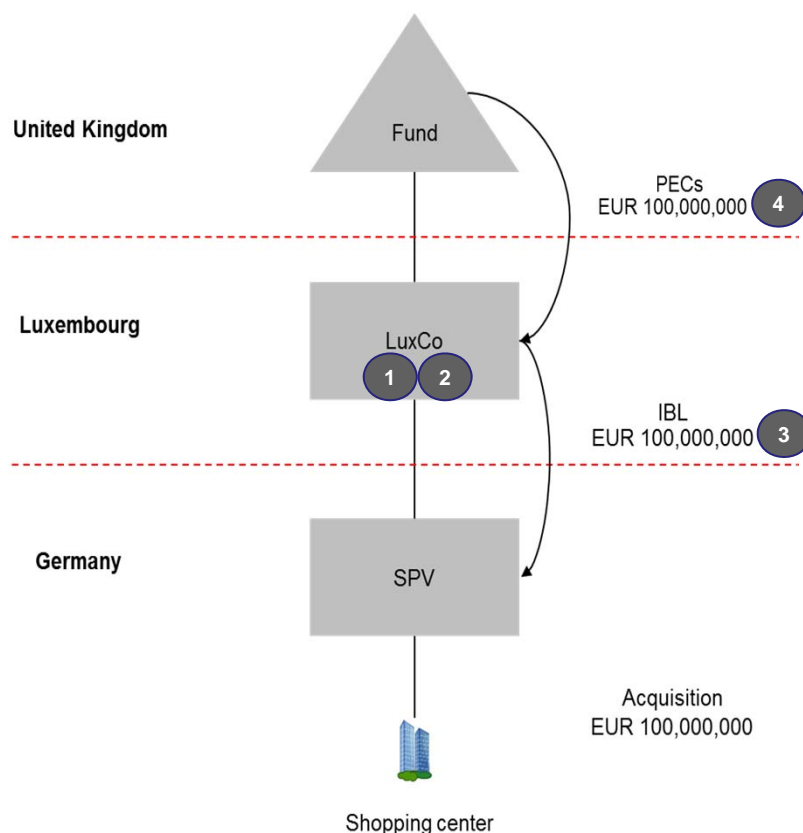 United Kingdom
Fund
PECs
EUR 100,000,000 4
Luxembourg
LuxCo
1 2
IBL
EUR 100,000,000 3
Germany
SPV
Acquisition
EUR 100,000,000
Shopping center